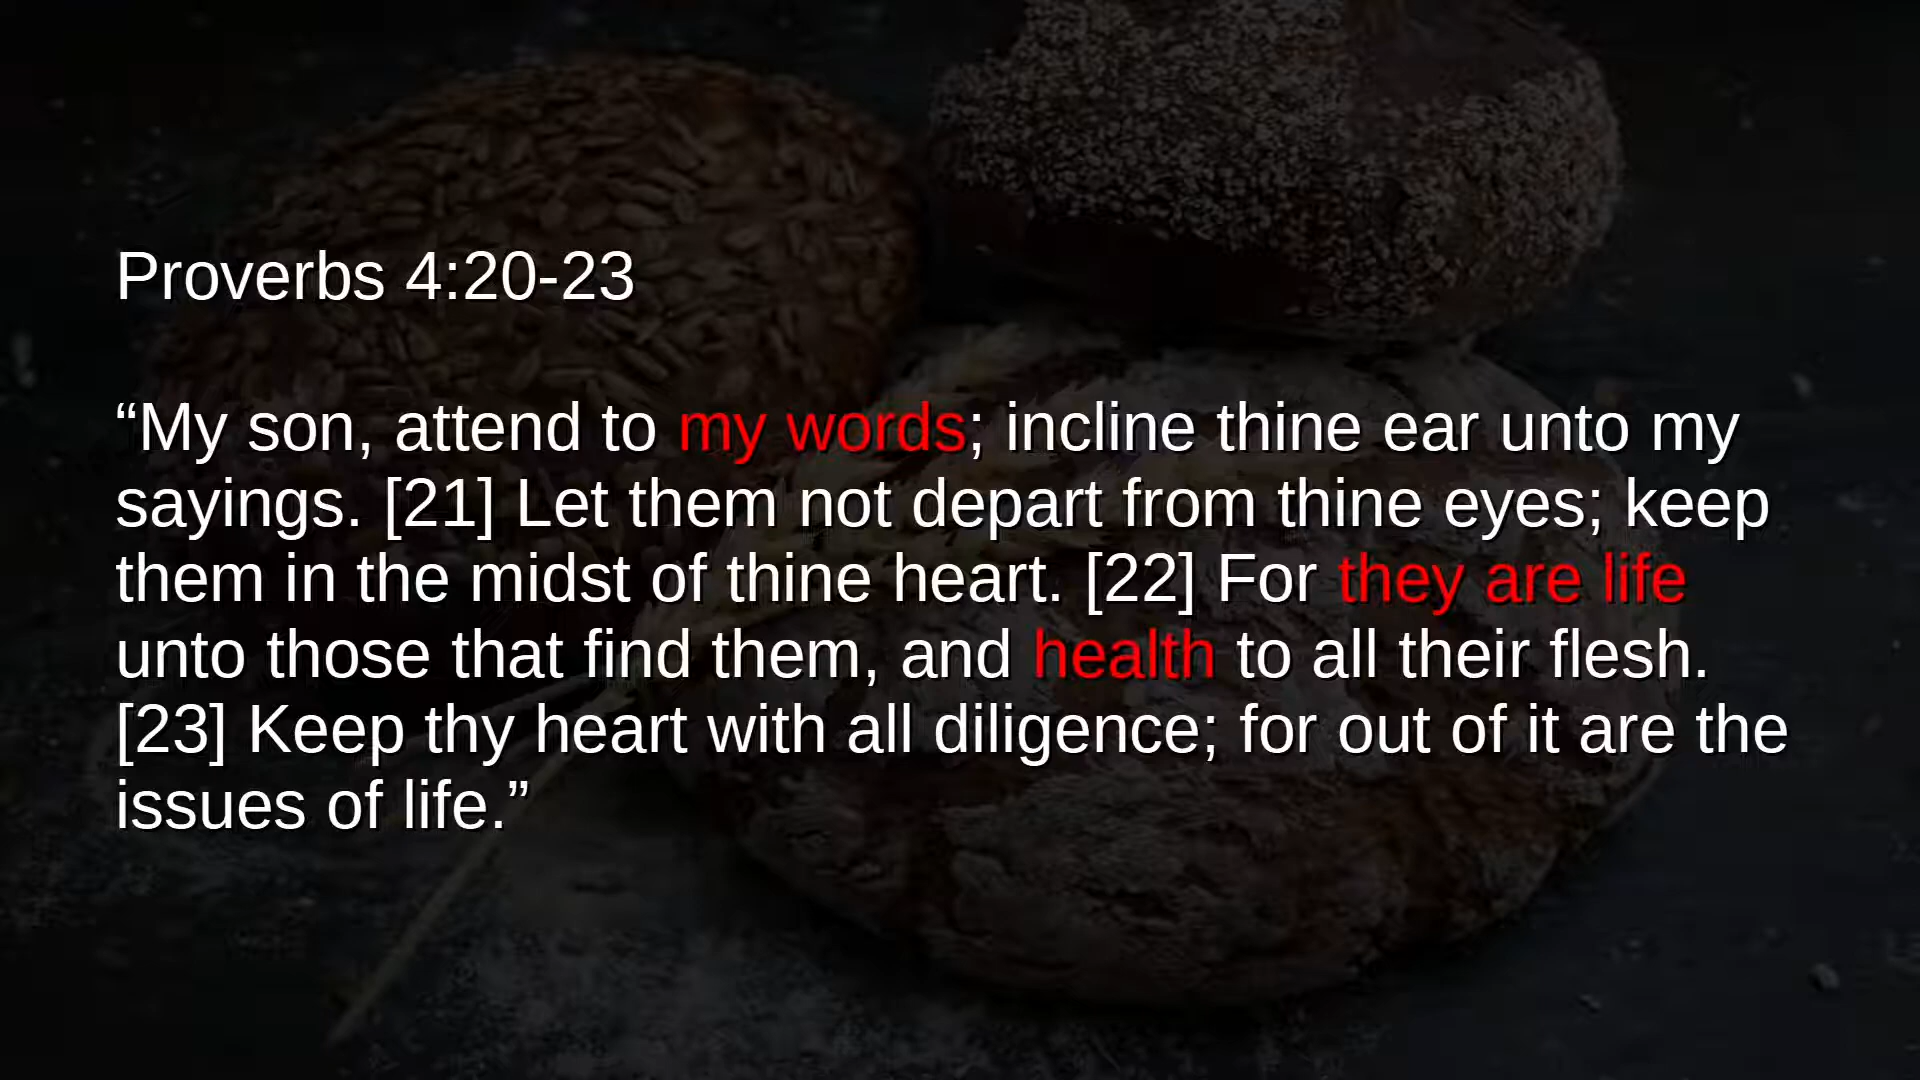 Proverbs 4:20-23
“My son, attend to my words; incline thine ear unto my
sayings. [21] Let them not depart from thine eyes; keep
them in the midst of thine heart. [22] For they are life
unto those that find them, and health to all their flesh.
[23] Keep thy heart with all diligence; for out of it are the
issues of life.”